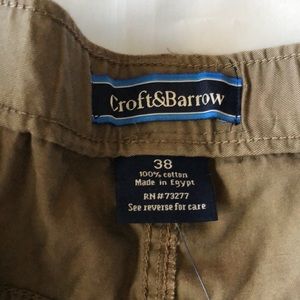 Croft&Barrow
38
100% cotton
Made in Egypt
RN#73277
See reverse for care